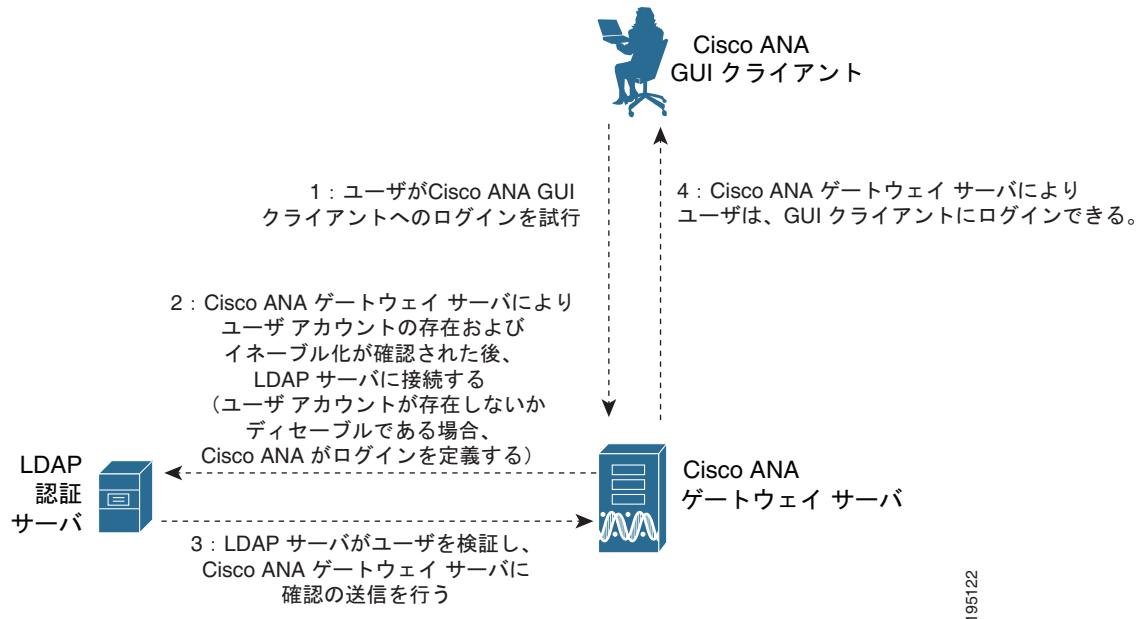 Cisco ANA
GUI クライアント
1：ユーザがCisco ANA GUI
クライアントへのログインを試行
4：Cisco ANA ゲートウェイ サーバにより
ユーザは、GUI クライアントにログインできる。
2：Cisco ANA ゲートウェイ サーバにより
ユーザ アカウントの存在および
イネーブル化が確認された後、
LDAP サーバに接続する
（ユーザ アカウントが存在しないか
ディセーブルである場合、
Cisco ANA がログインを定義する）
LDAP
認証
サーバ
Cisco ANA
ゲートウェイ サーバ
3：LDAP サーバがユーザを検証し、
Cisco ANA ゲートウェイ サーバに
確認の送信を行う
195122